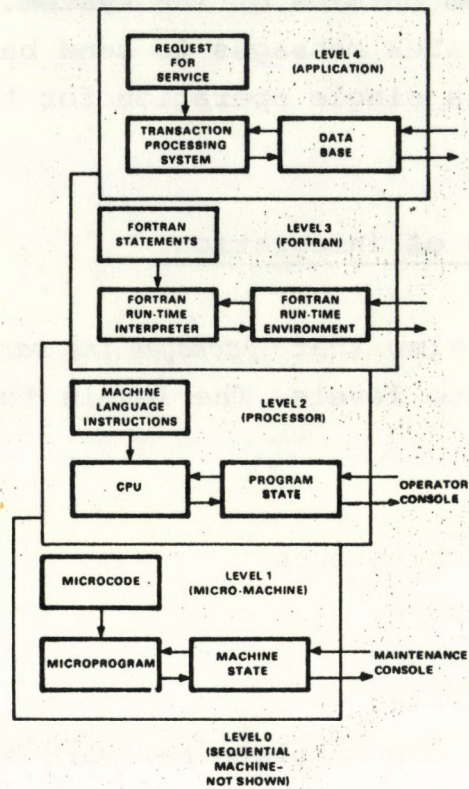 REQUEST
FOR
SERVICE
LEVEL 4
(APPLICATION)
TRANSACTION
PROCESSING
SYSTEM
DATA
BASE
FORTRAN
STATEMENTS
LEVEL 3
(FORTRAN)
FORTRAN
RUN-TIME
INTERPRETER
FORTRAN
RUN-TIME
ENVIRONMENT
MACHINE
LANGUAGE
INSTRUCTIONS
LEVEL 2
(PROCESSOR)
CPU
PROGRAM
STATE
OPERATOR
CONSOLE
MICROCODE
LEVEL 1
(MICRO-MACHINE)
MICROPROGRAM
MACHINE
STATE
MAINTENANCE
CONSOLE
LEVEL 0
(SEQUENTIAL
MACHINE-
NOT SHOWN)